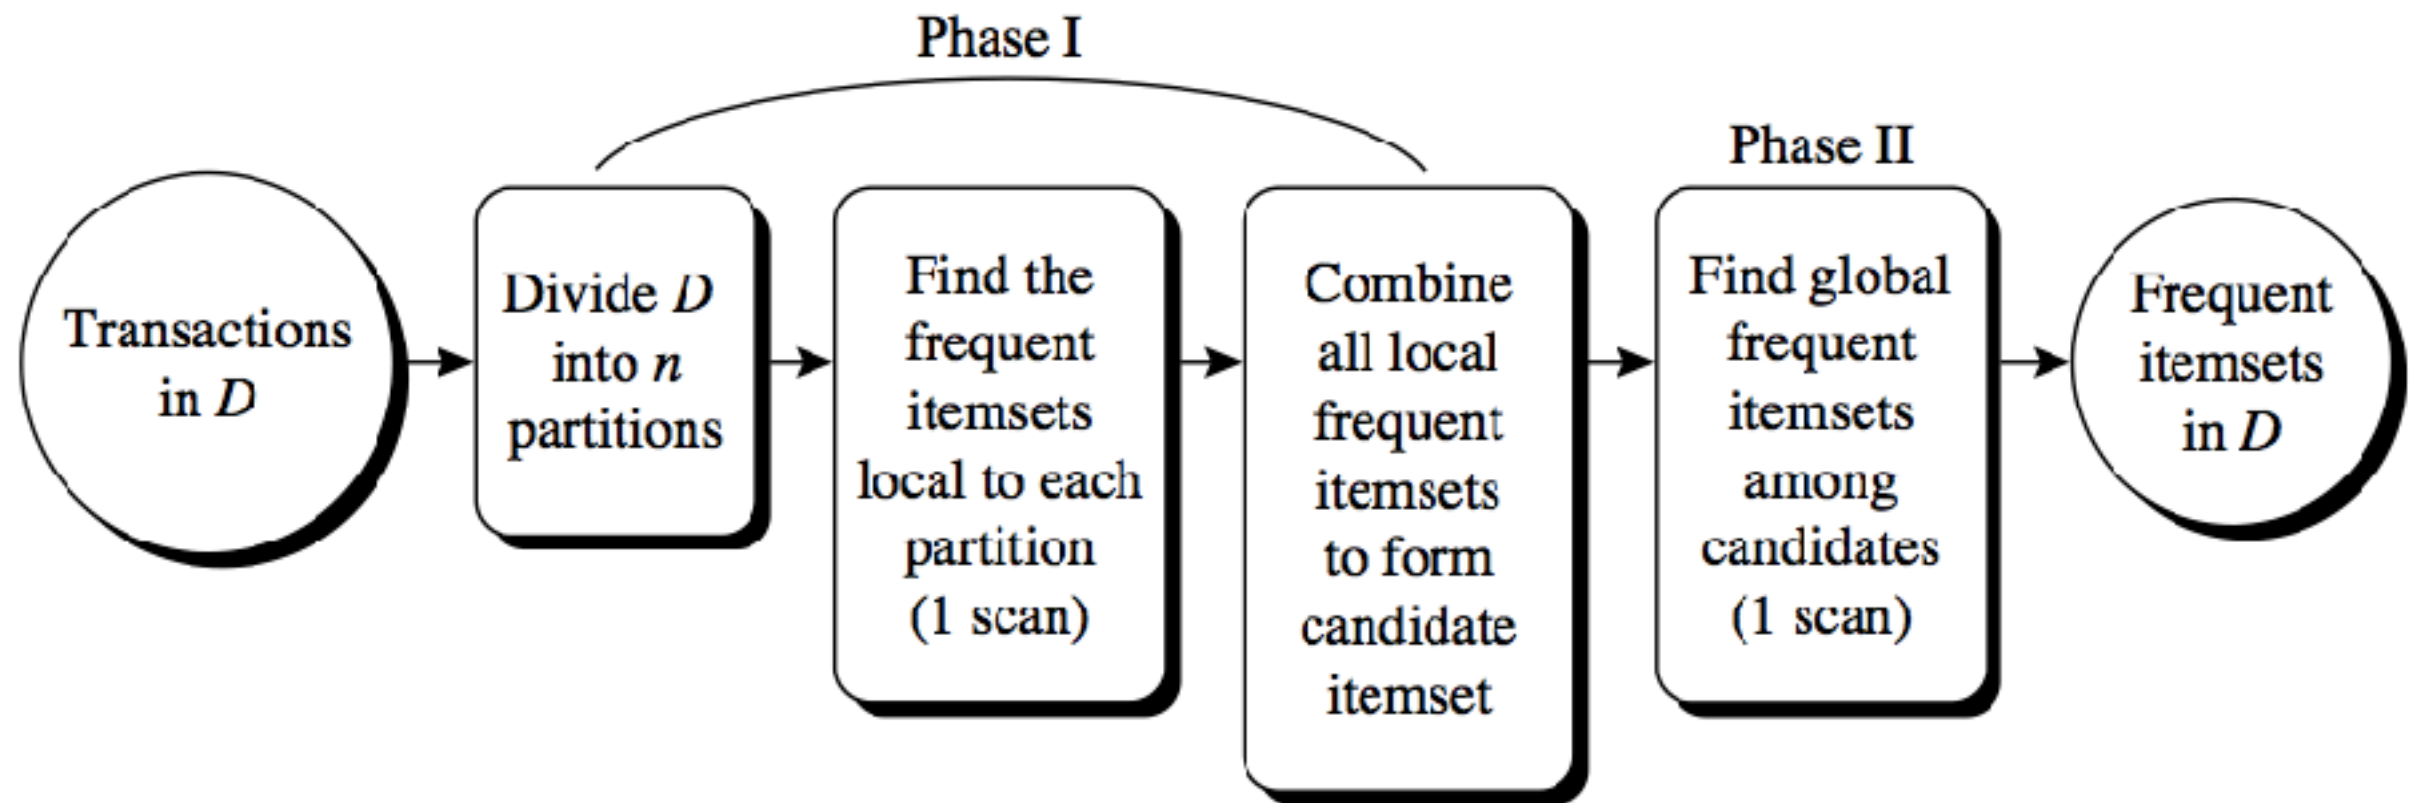 Phase I
Phase II
Transactions
in D
Divide D
into n
partitions
Find the
frequent
itemsets
local to each
partition
(1 scan)
Combine
all local
frequent
itemsets
to form
candidate
itemset
Find global
frequent
itemsets
among
candidates
(1 scan)
Frequent
itemsets
in D